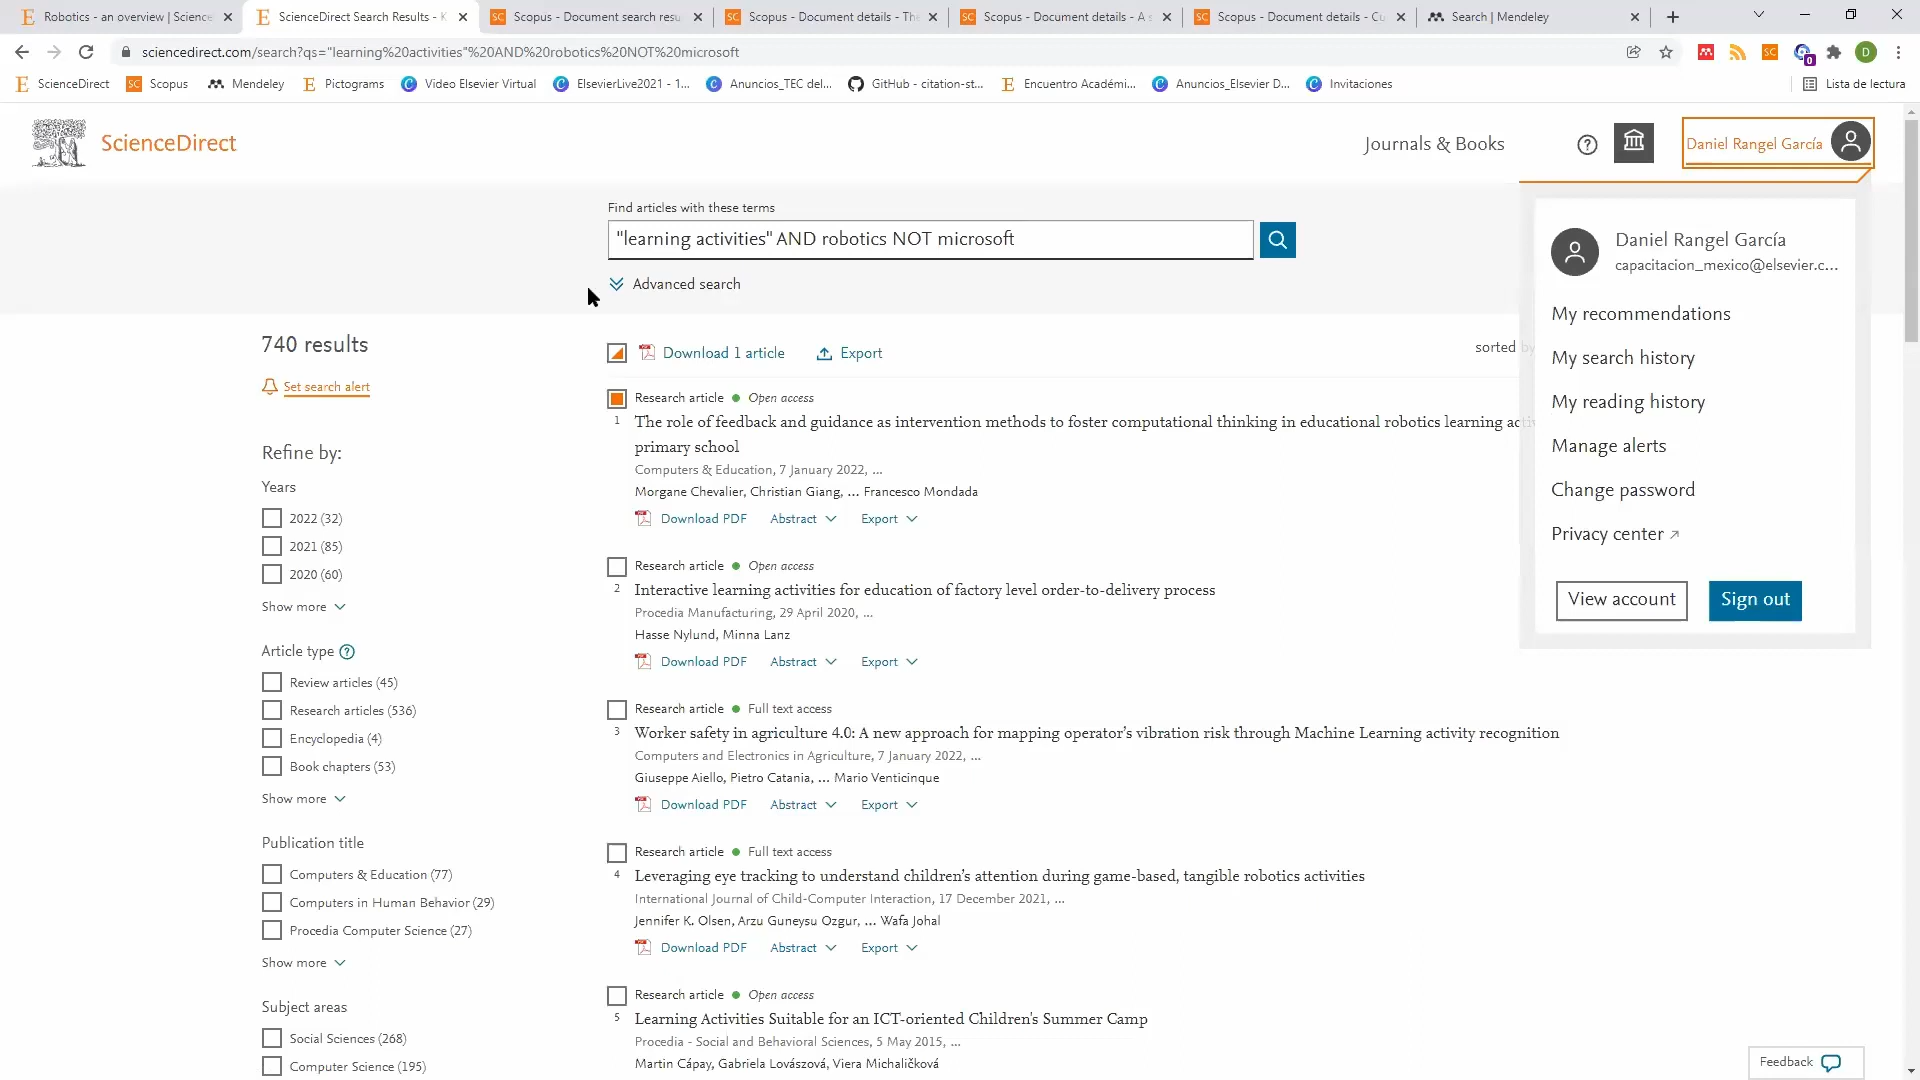 Robotics - an overview | Science
ScienceDirect Search Results - K
Scopus - Document search resu
Scopus - Document details - The
Scopus - Document details - A s
Scopus - Document details - Cu
Search | Mendeley
sciencedirect.com/search?qs="learning%20activities"%20AND%20robotics%20NOT%20microsoft
ScienceDirect
Scopus
Mendeley
Pictograms
Video Elsevier Virtual
ElsevierLive2021 - 1...
Anuncios_TEC del...
GitHub - citation-st...
Encuentro Académi...
Anuncios_Elsevier D...
Invitaciones
Lista de lectura
ScienceDirect
Journals & Books
Daniel Rangel García
Find articles with these terms
"learning activities" AND robotics NOT microsoft
Advanced search
Daniel Rangel García
capacitacion_mexico@elsevier.c...
My recommendations
My search history
My reading history
Manage alerts
Change password
Privacy center
View account
Sign out
740 results
Set search alert
Refine by:
Years
2022 (32)
2021 (85)
2020 (60)
Show more
Article type
Review articles (45)
Research articles (536)
Encyclopedia (4)
Book chapters (53)
Show more
Publication title
Computers & Education (77)
Computers in Human Behavior (29)
Procedia Computer Science (27)
Show more
Subject areas
Social Sciences (268)
Computer Science (195)
Download 1 article
Export
sorted by
Research article Open access
1 The role of feedback and guidance as intervention methods to foster computational thinking in educational robotics learning acti
primary school
Computers & Education, 7 January 2022, ...
Morgane Chevalier, Christian Giang, ... Francesco Mondada
Download PDF Abstract Export
Research article Open access
2 Interactive learning activities for education of factory level order-to-delivery process
Procedia Manufacturing, 29 April 2020, ...
Hasse Nylund, Minna Lanz
Download PDF Abstract Export
Research article Full text access
3 Worker safety in agriculture 4.0: A new approach for mapping operator's vibration risk through Machine Learning activity recognition
Computers and Electronics in Agriculture, 7 January 2022, ...
Giuseppe Aiello, Pietro Catania, ... Mario Venticinque
Download PDF Abstract Export
Research article Full text access
4 Leveraging eye tracking to understand children's attention during game-based, tangible robotics activities
International Journal of Child-Computer Interaction, 17 December 2021, ...
Jennifer K. Olsen, Arzu Guneysu Ozgur, ... Wafa Johal
Download PDF Abstract Export
Research article Open access
5 Learning Activities Suitable for an ICT-oriented Children's Summer Camp
Procedia - Social and Behavioral Sciences, 5 May 2015, ...
Martin Cápay, Gabriela Lovászová, Viera Michaličková
Feedback